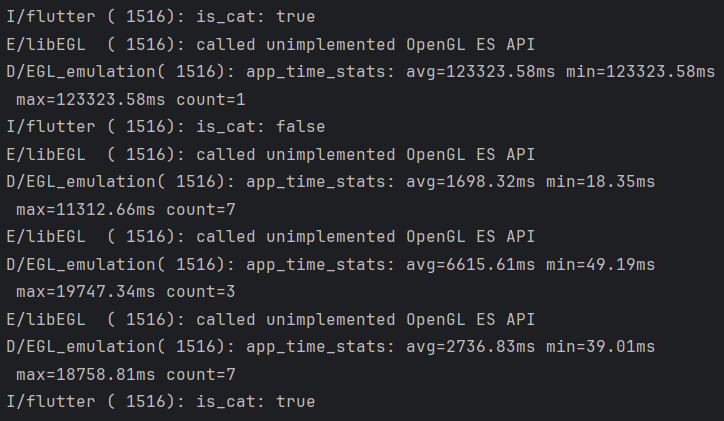 I/flutter ( 1516): is_cat: true
E/libEGL  ( 1516): called unimplemented OpenGL ES API
D/EGL_emulation( 1516): app_time_stats: avg=123323.58ms min=123323.58ms
 max=123323.58ms count=1
I/flutter ( 1516): is_cat: false
E/libEGL  ( 1516): called unimplemented OpenGL ES API
D/EGL_emulation( 1516): app_time_stats: avg=1698.32ms min=18.35ms
 max=11312.66ms count=7
E/libEGL  ( 1516): called unimplemented OpenGL ES API
D/EGL_emulation( 1516): app_time_stats: avg=6615.61ms min=49.19ms
 max=19747.34ms count=3
E/libEGL  ( 1516): called unimplemented OpenGL ES API
D/EGL_emulation( 1516): app_time_stats: avg=2736.83ms min=39.01ms
 max=18758.81ms count=7
I/flutter ( 1516): is_cat: true